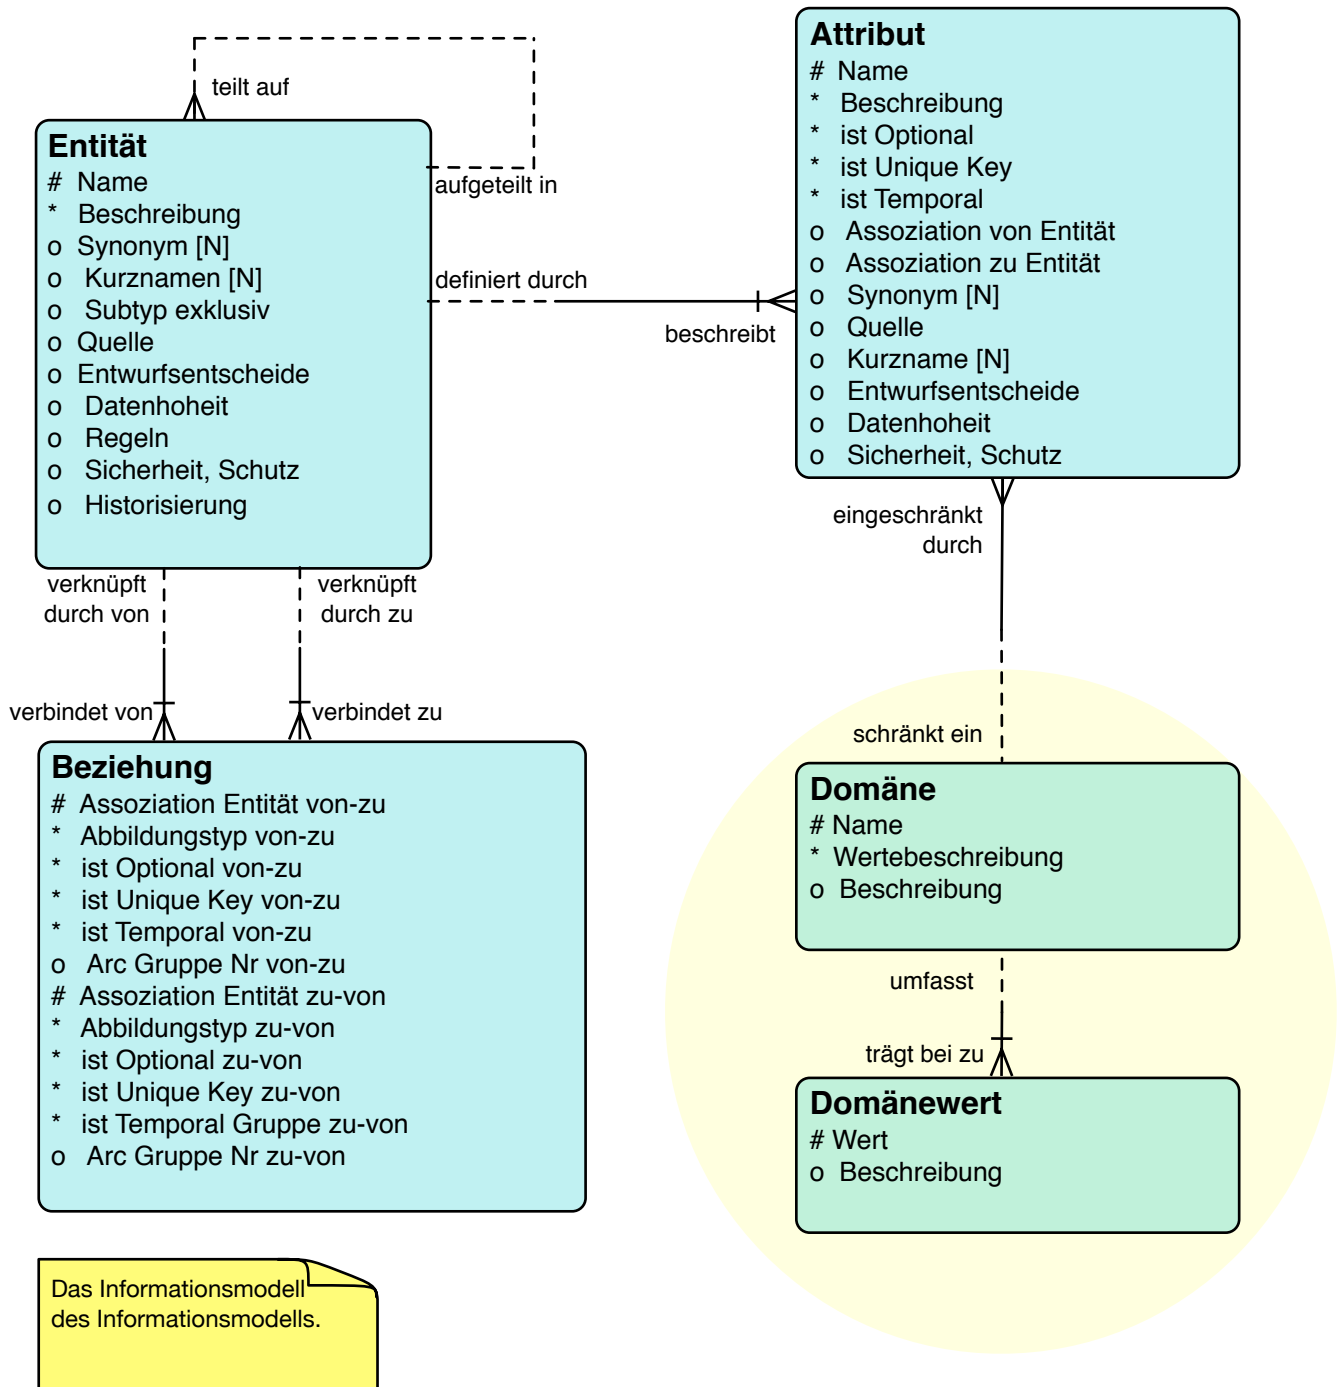 teilt auf
Entität
# Name
* Beschreibung
o Synonym [N]
o Kurznamen [N]
o Subtyp exklusiv
o Quelle
o Entwurfsentscheide
o Datenhoheit
o Regeln
o Sicherheit, Schutz
o Historisierung
aufgeteilt in
definiert durch
beschreibt
Attribut
# Name
* Beschreibung
* ist Optional
* ist Unique Key
* ist Temporal
o Assoziation von Entität
o Assoziation zu Entität
o Synonym [N]
o Quelle
o Kurzname [N]
o Entwurfsentscheide
o Datenhoheit
o Sicherheit, Schutz
eingeschränkt
durch
verknüpft
durch von
verknüpft
durch zu
verbindet von
verbindet zu
Beziehung
# Assoziation Entität von-zu
* Abbildungstyp von-zu
* ist Optional von-zu
* ist Unique Key von-zu
* ist Temporal von-zu
o Arc Gruppe Nr von-zu
# Assoziation Entität zu-von
* Abbildungstyp zu-von
* ist Optional zu-von
* ist Unique Key zu-von
* ist Temporal Gruppe zu-von
o Arc Gruppe Nr zu-von
schränkt ein
Domäne
# Name
* Wertebeschreibung
o Beschreibung
umfasst
trägt bei zu
Domänewert
# Wert
o Beschreibung
Das Informationsmodell
des Informationsmodells.